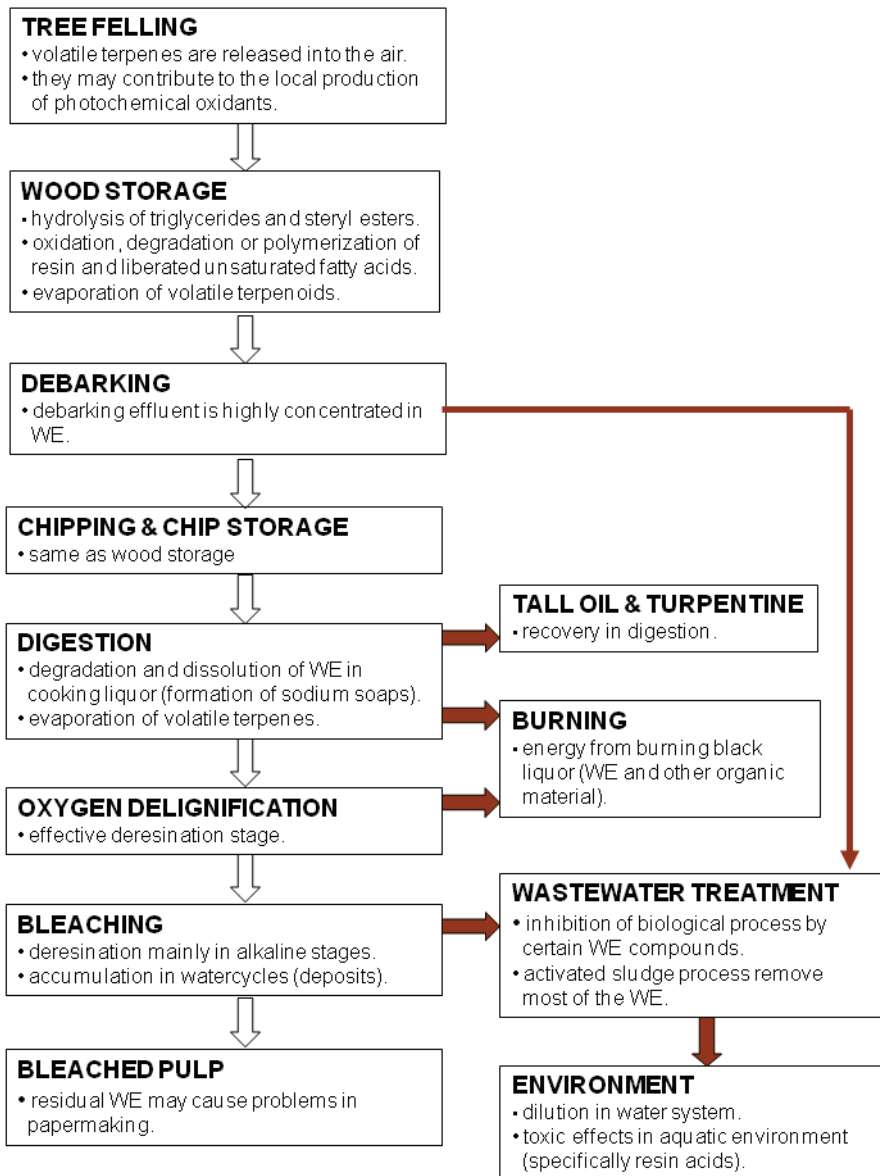 TREE FELLING
• volatile terpenes are released into the air.
• they may contribute to the local production
of photochemical oxidants.
WOOD STORAGE
• hydrolysis of triglycerides and steryl esters.
• oxidation, degradation or polymerization of
resin and liberated unsaturated fatty acids.
• evaporation of volatile terpenoids.
DEBARKING
• debarking effluent is highly concentrated in
WE.
CHIPPING & CHIP STORAGE
• same as wood storage
DIGESTION
• degradation and dissolution of WE in
cooking liquor (formation of sodium soaps).
• evaporation of volatile terpenes.
TALL OIL & TURPENTINE
• recovery in digestion.
BURNING
• energy from burning black
liquor (WE and other organic
material).
OXYGEN DELIGNIFICATION
• effective deresination stage.
BLEACHING
• deresination mainly in alkaline stages.
• accumulation in watercycles (deposits).
WASTEWATER TREATMENT
• inhibition of biological process by
certain WE compounds.
• activated sludge process remove
most of the WE.
BLEACHED PULP
• residual WE may cause problems in
papermaking.
ENVIRONMENT
• dilution in water system.
• toxic effects in aquatic environment
(specifically resin acids).